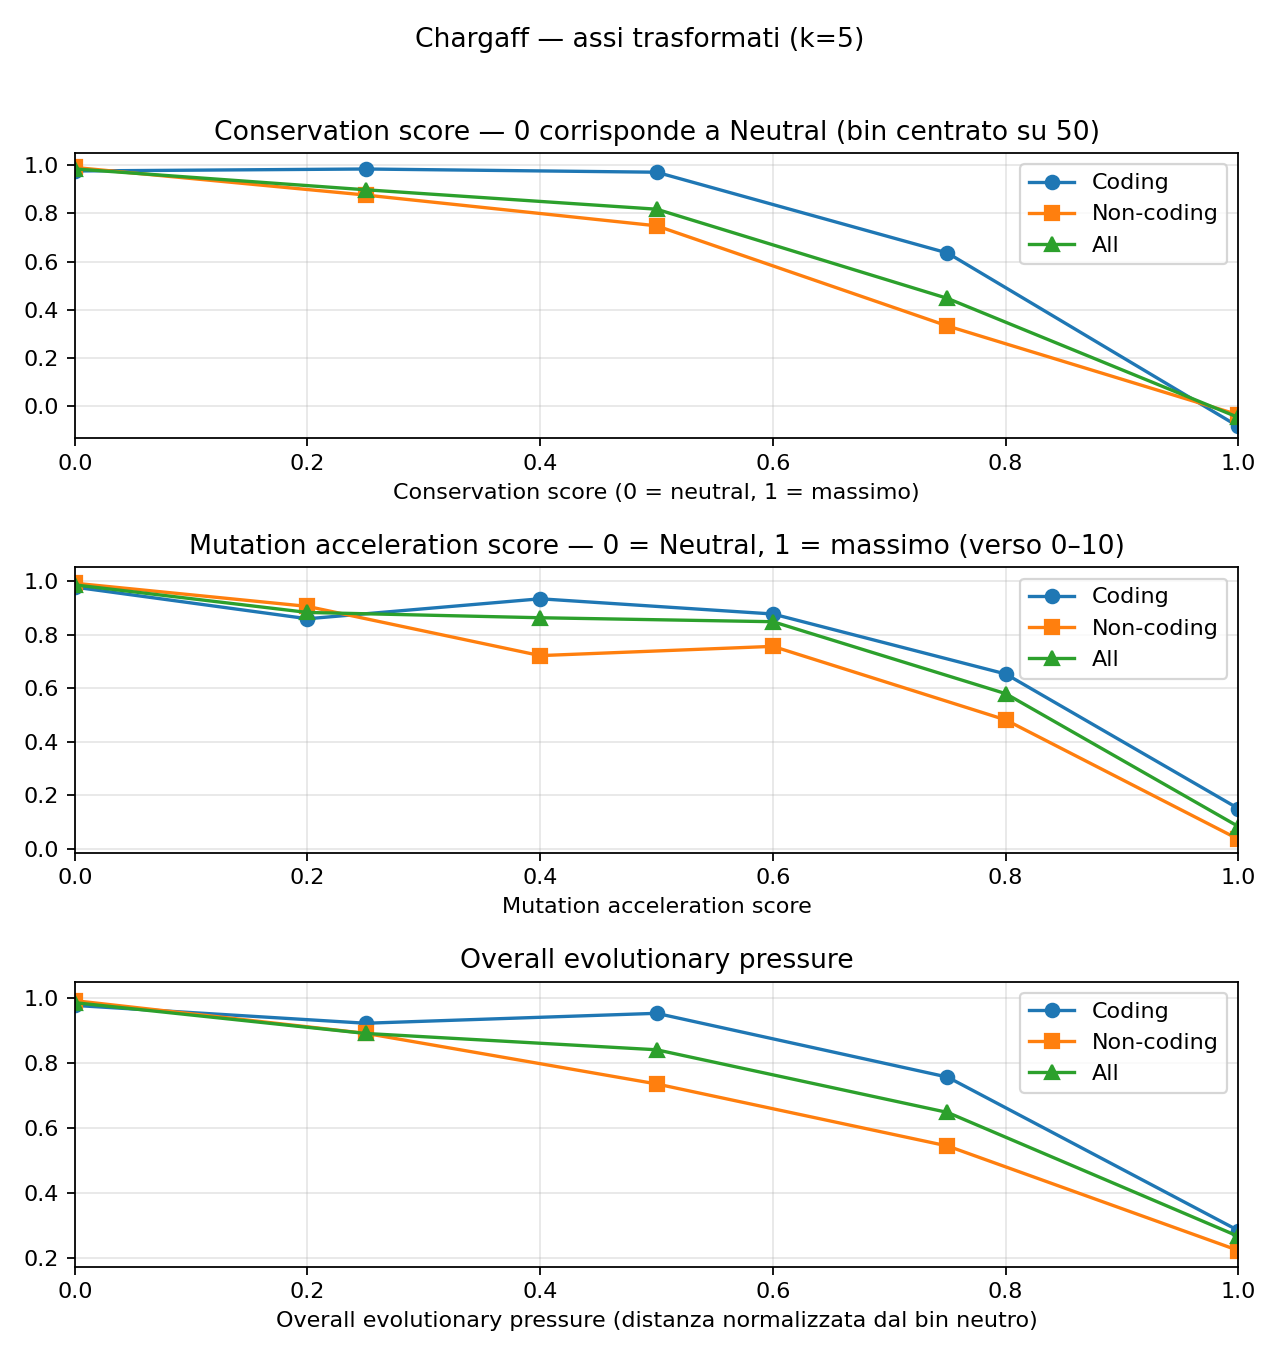 Chargaff — assi trasformati (k=5)
Conservation score — 0 corrisponde a Neutral (bin centrato su 50)
1.0
0.8
0.6
0.4
0.2
0.0
Coding
Non-coding
All
0.0 0.2 0.4 0.6 0.8 1.0
Conservation score (0 = neutral, 1 = massimo)
Mutation acceleration score — 0 = Neutral, 1 = massimo (verso 0–10)
1.0
0.8
0.6
0.4
0.2
0.0
Coding
Non-coding
All
0.0 0.2 0.4 0.6 0.8 1.0
Mutation acceleration score
Overall evolutionary pressure
1.0
0.8
0.6
0.4
0.2
Coding
Non-coding
All
0.0 0.2 0.4 0.6 0.8 1.0
Overall evolutionary pressure (distanza normalizzata dal bin neutro)